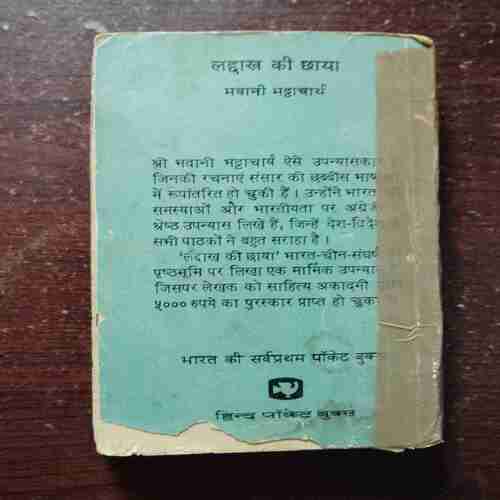 लद्दाख की छाया
भवानी भट्टाचार्य
श्री भवानी भट्टाचार्य ऐसे उपन्यासका
जिनकी रचनाएं संसार की छब्बीस भाष
में रूपांतरित हो चुकी हैं । उन्होंने भारत
समस्याओं और भारतीयता पर अंग्रे
श्रेष्ठ उपन्यास लिखे हैं, जिन्हें देश-विदे
सभी पाठकों ने बहुत सराहा है ।
'लद्दाख की छाया' भारत-चीन-संघर्ष
पृष्ठभूमि पर लिखा एक मार्मिक उपन्या
जिसपर लेखक को साहित्य अकादमी
५००० रुपये का पुरस्कार प्राप्त हो चुक
भारत की सर्वप्रथम पॉकेट बुक्स
हिन्द पॉकेट बुक्स